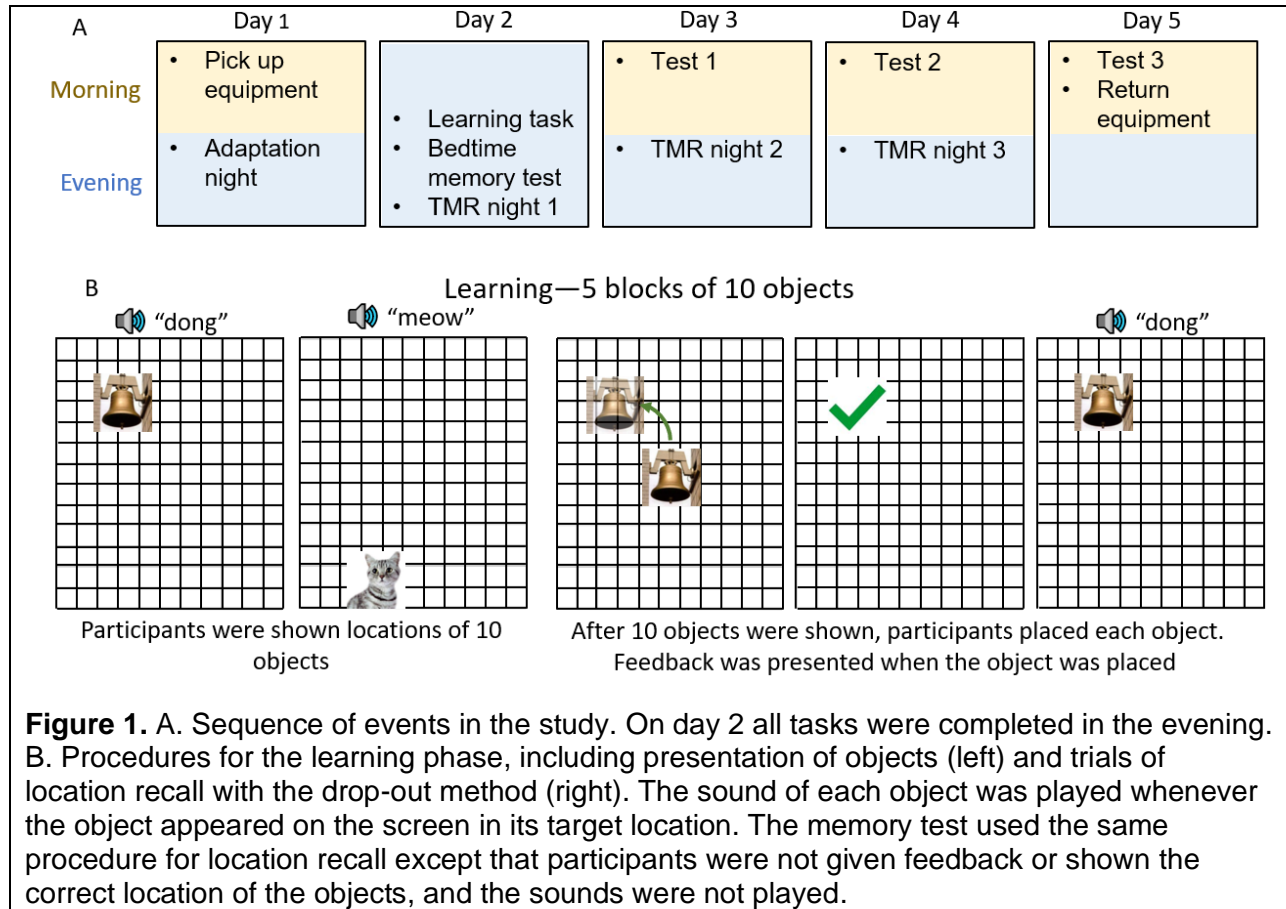 A
Day 1 Day 2 Day 3 Day 4 Day 5
Morning
Evening
• Pick up
equipment
• Adaptation
night
• Learning task
• Bedtime
memory test
• TMR night 1
• Test 1
• TMR night 2
• Test 2
• TMR night 3
• Test 3
• Return
equipment
B
Learning—5 blocks of 10 objects
“dong” “meow” “dong”
Participants were shown locations of 10
objects
After 10 objects were shown, participants placed each object.
Feedback was presented when the object was placed
Figure 1. A. Sequence of events in the study. On day 2 all tasks were completed in the evening.
B. Procedures for the learning phase, including presentation of objects (left) and trials of
location recall with the drop-out method (right). The sound of each object was played whenever
the object appeared on the screen in its target location. The memory test used the same
procedure for location recall except that participants were not given feedback or shown the
correct location of the objects, and the sounds were not played.